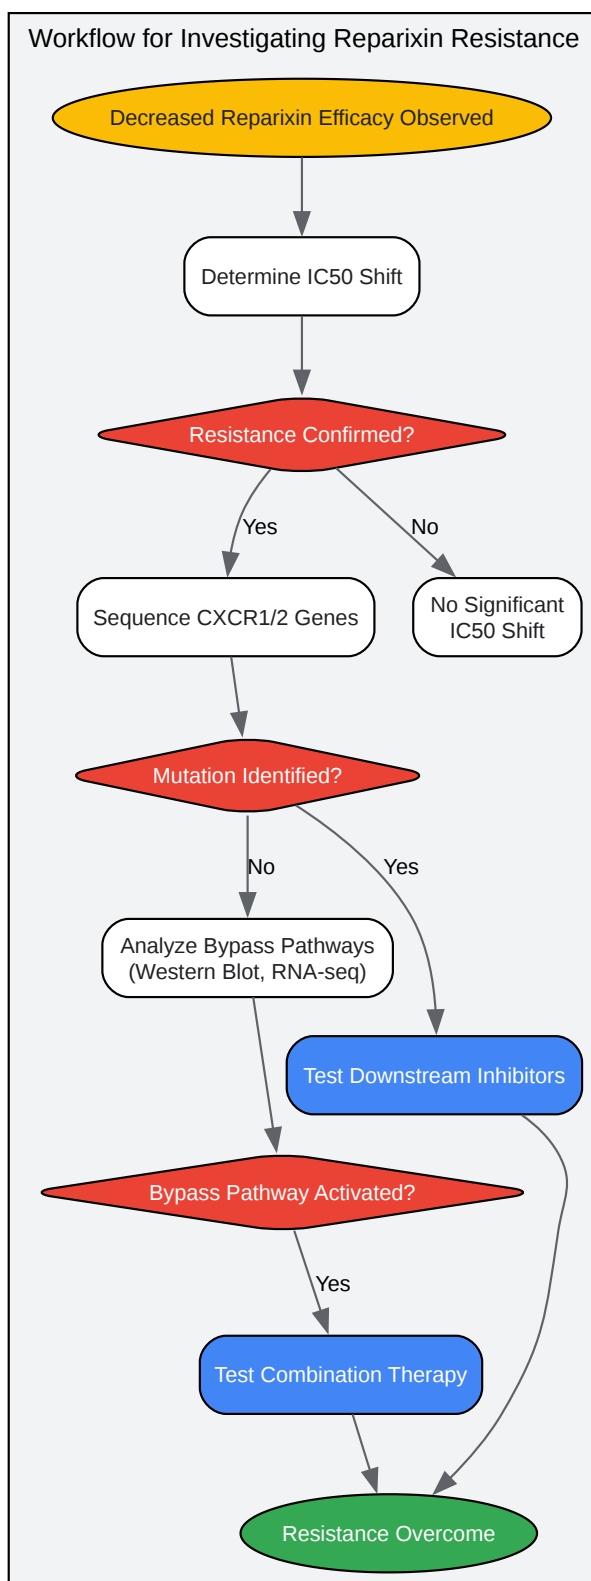 Workflow for Investigating Reparixin Resistance
Decreased Reparixin Efficacy Observed
Determine IC50 Shift
Resistance Confirmed?
Yes
No
Sequence CXCR1/2 Genes
No Significant
IC50 Shift
Mutation Identified?
No
Yes
Analyze Bypass Pathways
(Western Blot, RNA-seq)
Test Downstream Inhibitors
Bypass Pathway Activated?
Yes
Test Combination Therapy
Resistance Overcome